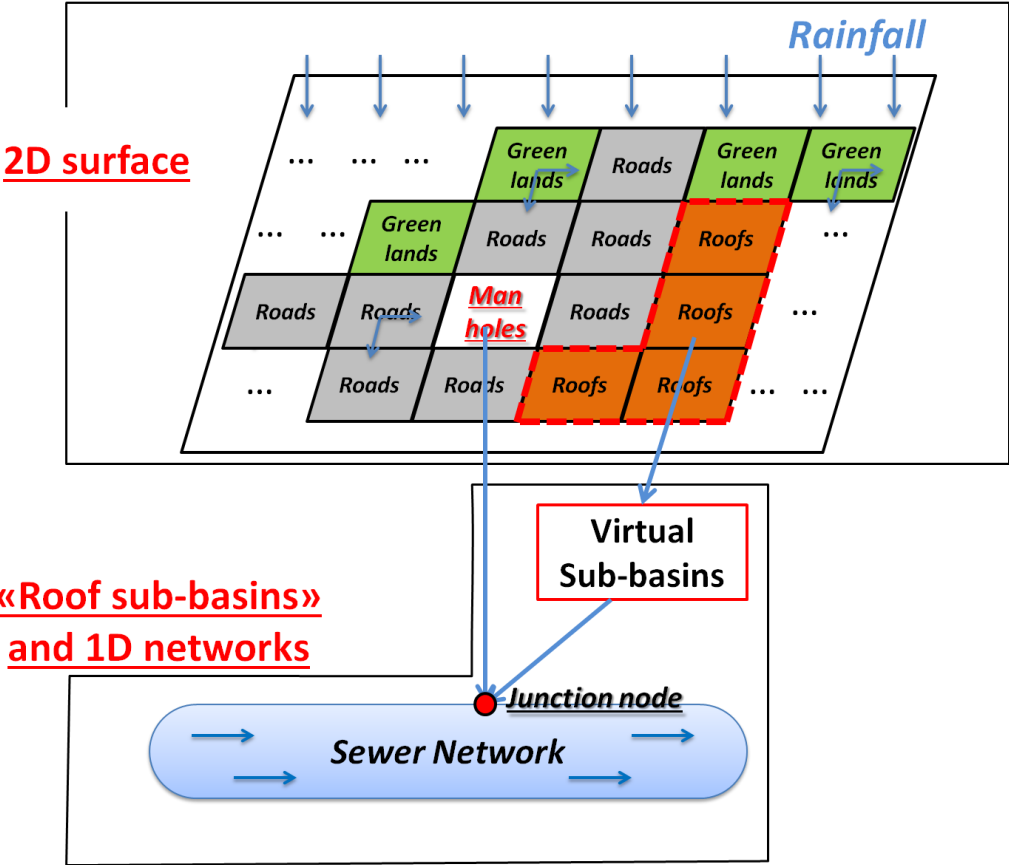 Rainfall
2D surface
... ... ... Green lands Roads Green lands Green lands
... ... Green lands Roads Roads Roofs ...
Roads Roads Man holes Roads Roofs ...
... Roads Roads Roofs Roofs ... ...
Virtual
Sub-basins
«Roof sub-basins»
and 1D networks
Junction node
Sewer Network